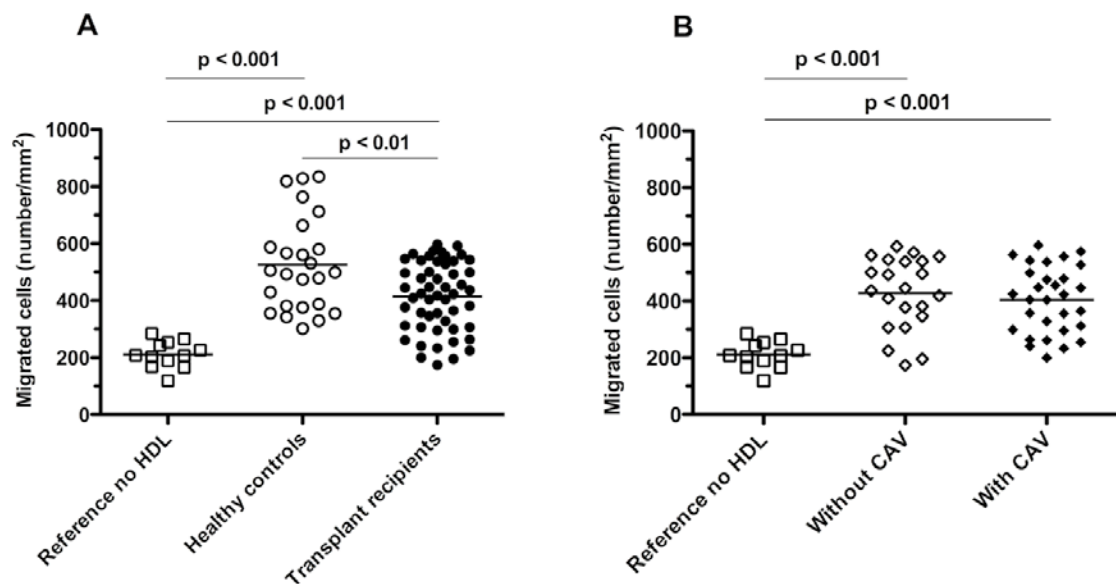 A
p < 0.001
p < 0.001
p < 0.01
Migrated cells (number/mm²)
1000
800
600
400
200
0
Reference no HDL
Healthy controls
Transplant recipients
B
p < 0.001
p < 0.001
Migrated cells (number/mm²)
1000
800
600
400
200
0
Reference no HDL
Without CAV
With CAV